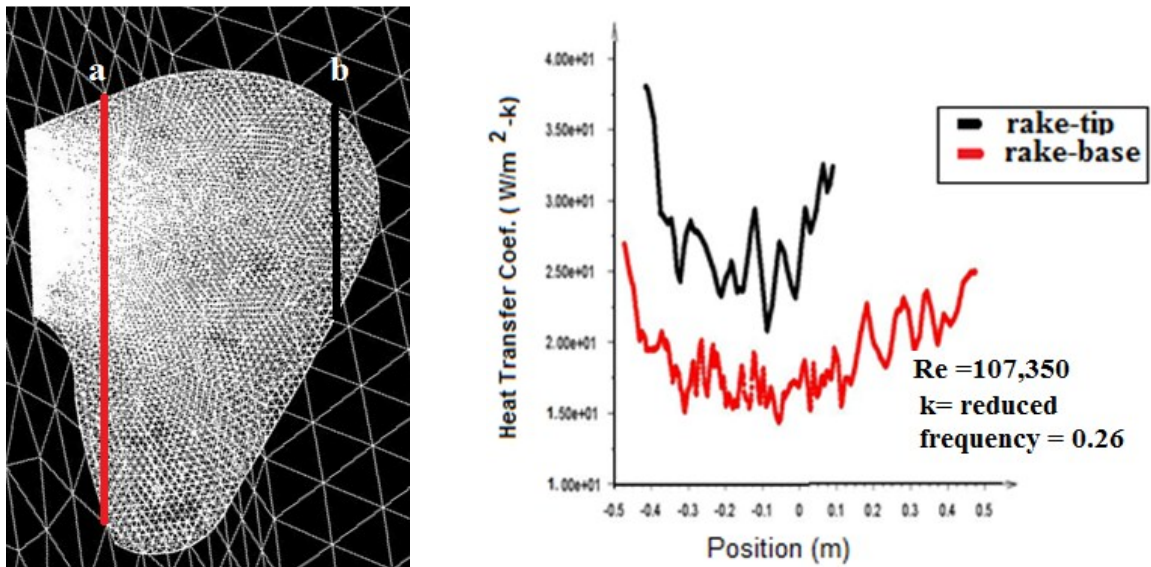 a
b
Heat Transfer Coef. ( W/m 2 -k)
4.00e+01
3.50e+01
3.00e+01
2.50e+01
2.00e+01
1.50e+01
1.00e+01
-0.5 -0.4 -0.3 -0.2 -0.1 0 0.1 0.2 0.3 0.4 0.5
Position (m)
rake-tip
rake-base
Re =107,350
k= reduced
frequency = 0.26